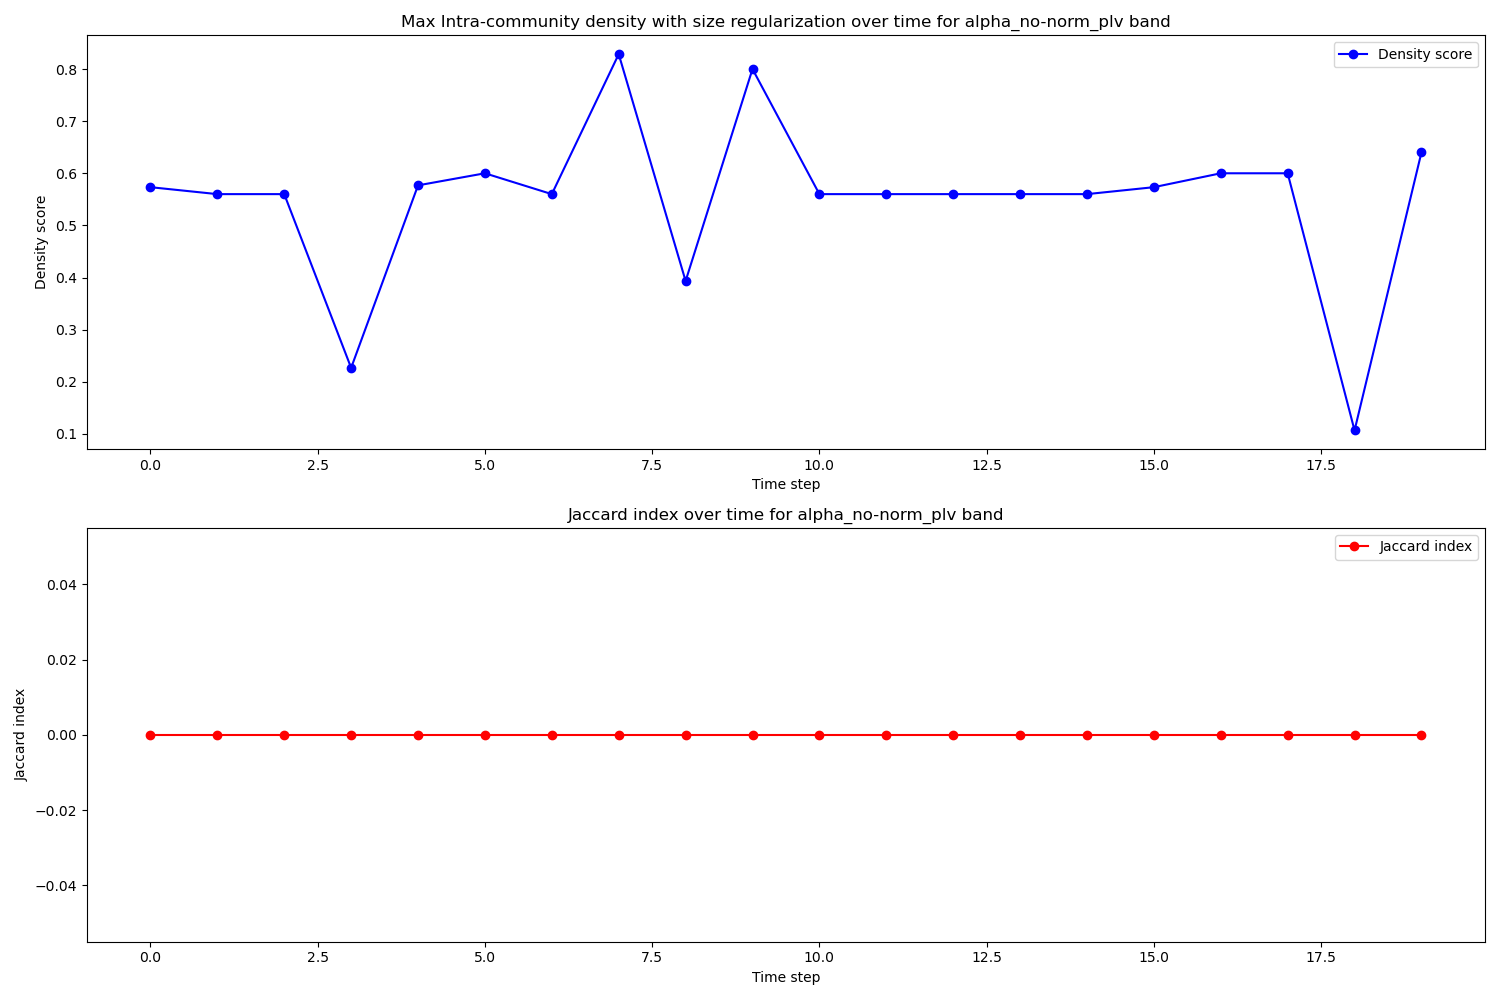 Max Intra-community density with size regularization over time for alpha_no-norm_plv band
Density score
0.8
0.7
0.6
0.5
0.4
0.3
0.2
0.1
Density score
0.0 2.5 5.0 7.5 10.0 12.5 15.0 17.5
Time step
Jaccard index over time for alpha_no-norm_plv band
Jaccard index
0.04
0.02
0.00
−0.02
−0.04
Jaccard index
0.0 2.5 5.0 7.5 10.0 12.5 15.0 17.5
Time step